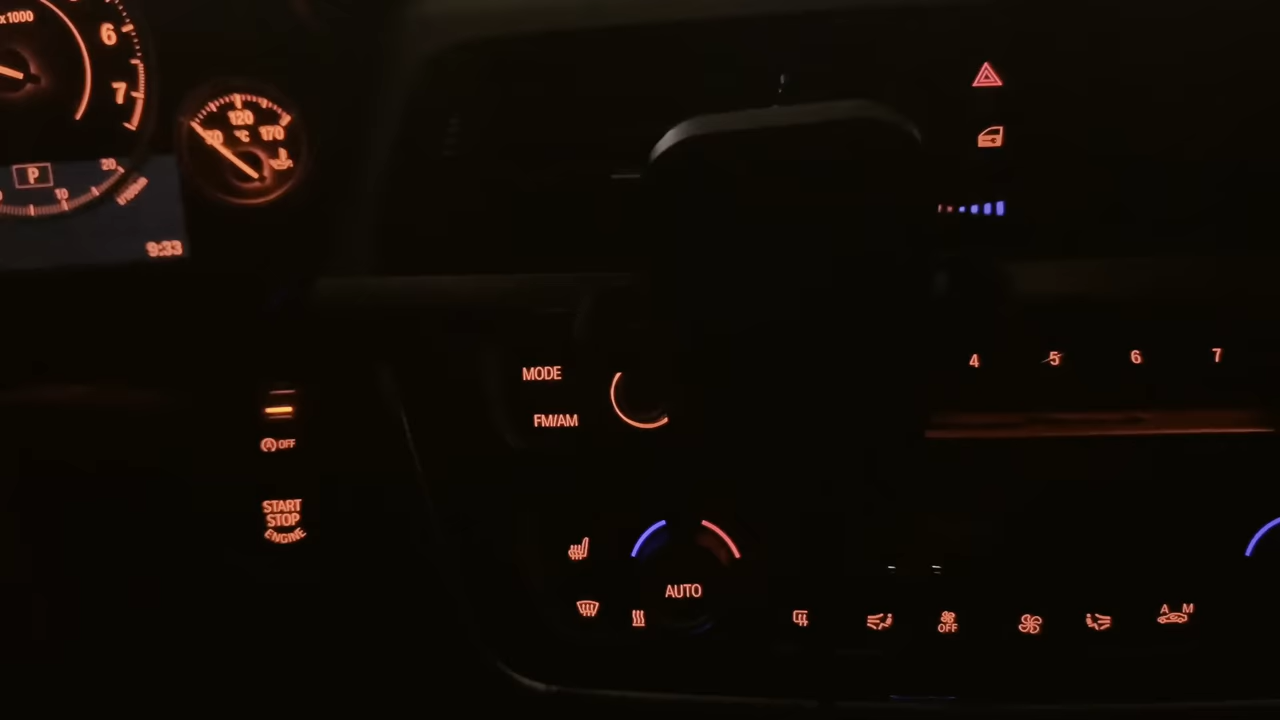 x1000
6
7
120
170
°C
P
20
10
9:33
MODE
FM/AM
4 5 6 7
A OFF
START
STOP
ENGINE
AUTO
OFF
A M